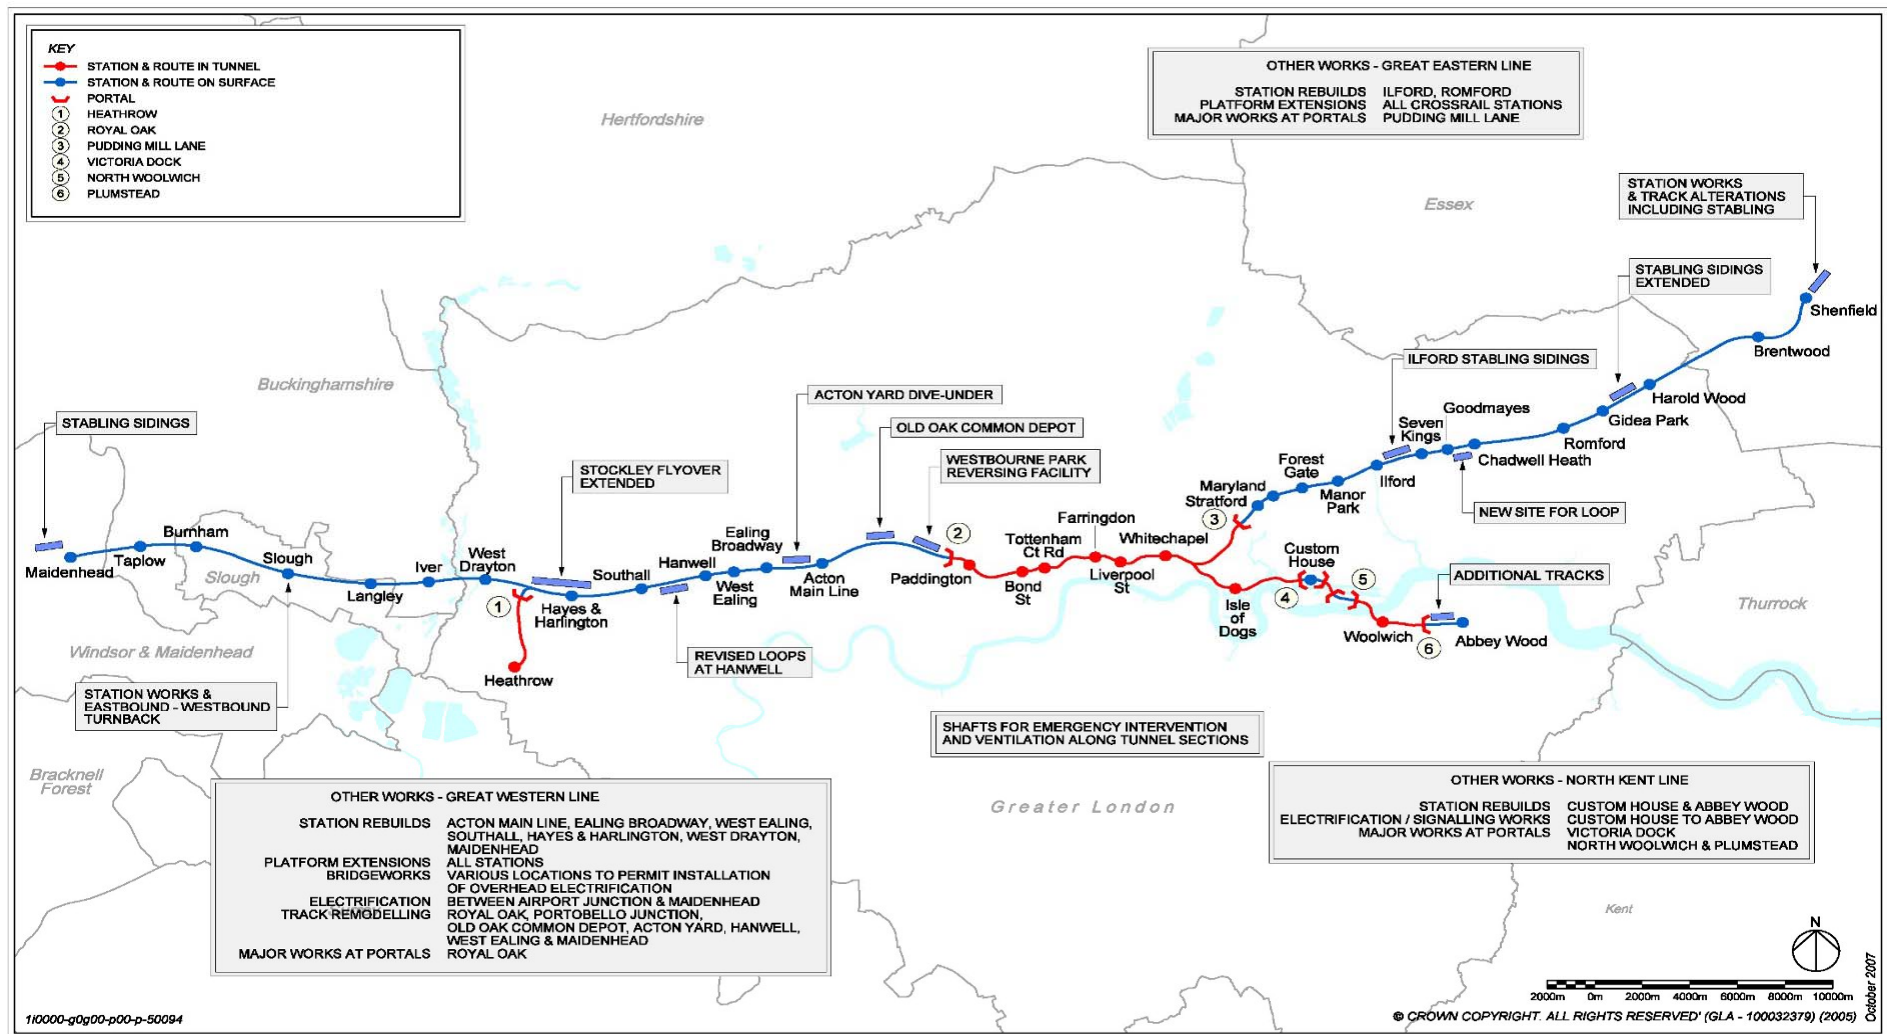 KEY
STATION & ROUTE IN TUNNEL
STATION & ROUTE ON SURFACE
PORTAL
1 HEATHROW
2 ROYAL OAK
3 PUDDING MILL LANE
4 VICTORIA DOCK
5 NORTH WOOLWICH
6 PLUMSTEAD
OTHER WORKS - GREAT EASTERN LINE
STATION REBUILDS ILFORD, ROMFORD
PLATFORM EXTENSIONS ALL CROSSRAIL STATIONS
MAJOR WORKS AT PORTALS PUDDING MILL LANE
Hertfordshire
Essex
STATION WORKS
& TRACK ALTERATIONS
INCLUDING STABLING
STABLING SIDINGS
EXTENDED
Shenfield
Brentwood
ILFORD STABLING SIDINGS
Harold Wood
Gidea Park
Goodmayes
Seven
Kings
Romford
Chadwell Heath
Buckinghamshire
ACTON YARD DIVE-UNDER
STABLING SIDINGS
OLD OAK COMMON DEPOT
WESTBOURNE PARK
REVERSING FACILITY
STOCKLEY FLYOVER
EXTENDED
Forest
Gate
Ilford
Maryland
Stratford
Manor
Park
NEW SITE FOR LOOP
3
Farringdon
Burnham
Ealing
Broadway
2
Tottenham
Ct Rd
Whitechapel
Custom
House
Maidenhead
Taplow
Slough
Slough
Langley
Iver
West
Drayton
Southall
Hanwell
West
Ealing
Acton
Main Line
Paddington
Bond
St
Liverpool
St
5
ADDITIONAL TRACKS
1
Hayes &
Harlington
4
Isle
of
Dogs
Thurrock
Woolwich
Abbey Wood
6
Windsor & Maidenhead
Heathrow
REVISED LOOPS
AT HANWELL
STATION WORKS &
EASTBOUND - WESTBOUND
TURNBACK
SHAFTS FOR EMERGENCY INTERVENTION
AND VENTILATION ALONG TUNNEL SECTIONS
Bracknell
Forest
Greater London
OTHER WORKS - GREAT WESTERN LINE
STATION REBUILDS ACTON MAIN LINE, EALING BROADWAY, WEST EALING,
SOUTHALL, HAYES & HARLINGTON, WEST DRAYTON,
MAIDENHEAD
PLATFORM EXTENSIONS ALL STATIONS
BRIDGEWORKS VARIOUS LOCATIONS TO PERMIT INSTALLATION
OF OVERHEAD ELECTRIFICATION
ELECTRIFICATION BETWEEN AIRPORT JUNCTION & MAIDENHEAD
TRACK REMODELLING ROYAL OAK, PORTOBELLO JUNCTION,
OLD OAK COMMON DEPOT, ACTON YARD, HANWELL,
WEST EALING & MAIDENHEAD
MAJOR WORKS AT PORTALS ROYAL OAK
OTHER WORKS - NORTH KENT LINE
STATION REBUILDS CUSTOM HOUSE & ABBEY WOOD
ELECTRIFICATION / SIGNALLING WORKS CUSTOM HOUSE TO ABBEY WOOD
MAJOR WORKS AT PORTALS VICTORIA DOCK
NORTH WOOLWICH & PLUMSTEAD
Kent
N
2000m 0m 2000m 4000m 6000m 8000m 10000m
October 2007
1i0000-g0g00-p00-p-50094
© CROWN COPYRIGHT. ALL RIGHTS RESERVED' (GLA - 100032379) (2005)